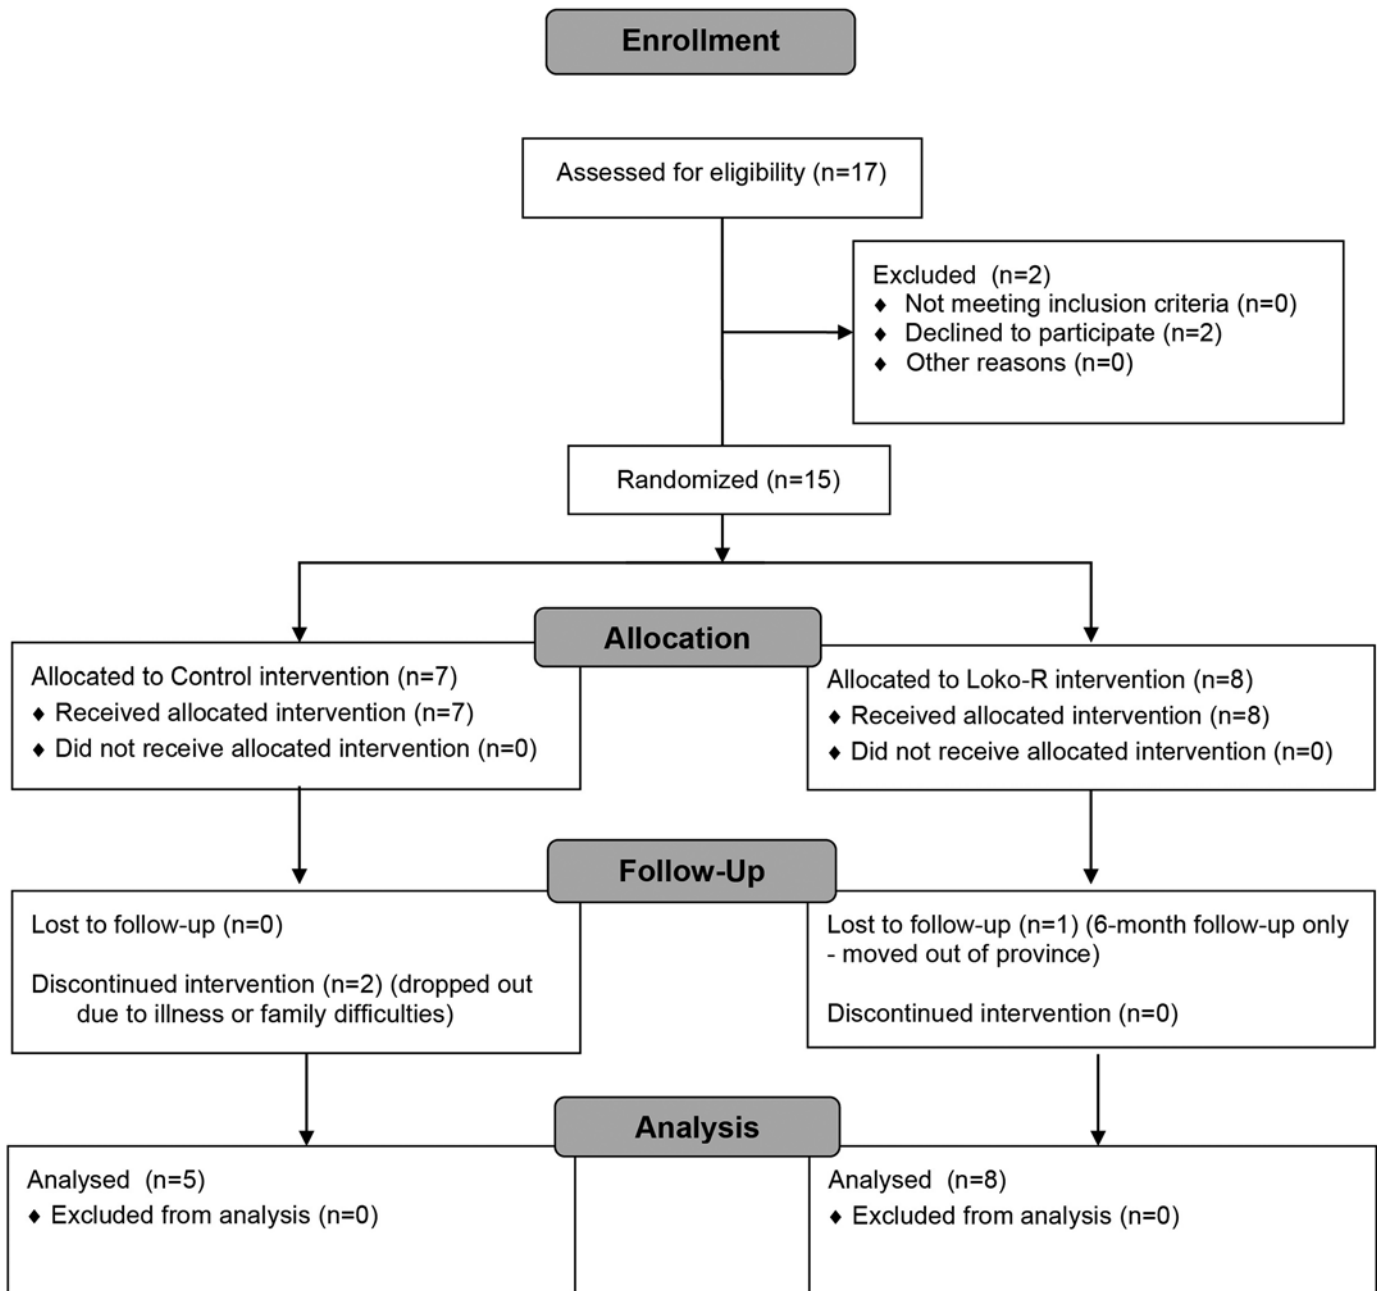 Enrollment
Assessed for eligibility (n=17)
Excluded (n=2)
♦ Not meeting inclusion criteria (n=0)
♦ Declined to participate (n=2)
♦ Other reasons (n=0)
Randomized (n=15)
Allocation
Allocated to Control intervention (n=7)
♦ Received allocated intervention (n=7)
♦ Did not receive allocated intervention (n=0)
Allocated to Loko-R intervention (n=8)
♦ Received allocated intervention (n=8)
♦ Did not receive allocated intervention (n=0)
Follow-Up
Lost to follow-up (n=0)
Discontinued intervention (n=2) (dropped out
due to illness or family difficulties)
Lost to follow-up (n=1) (6-month follow-up only
- moved out of province)
Discontinued intervention (n=0)
Analysis
Analysed (n=5)
♦ Excluded from analysis (n=0)
Analysed (n=8)
♦ Excluded from analysis (n=0)